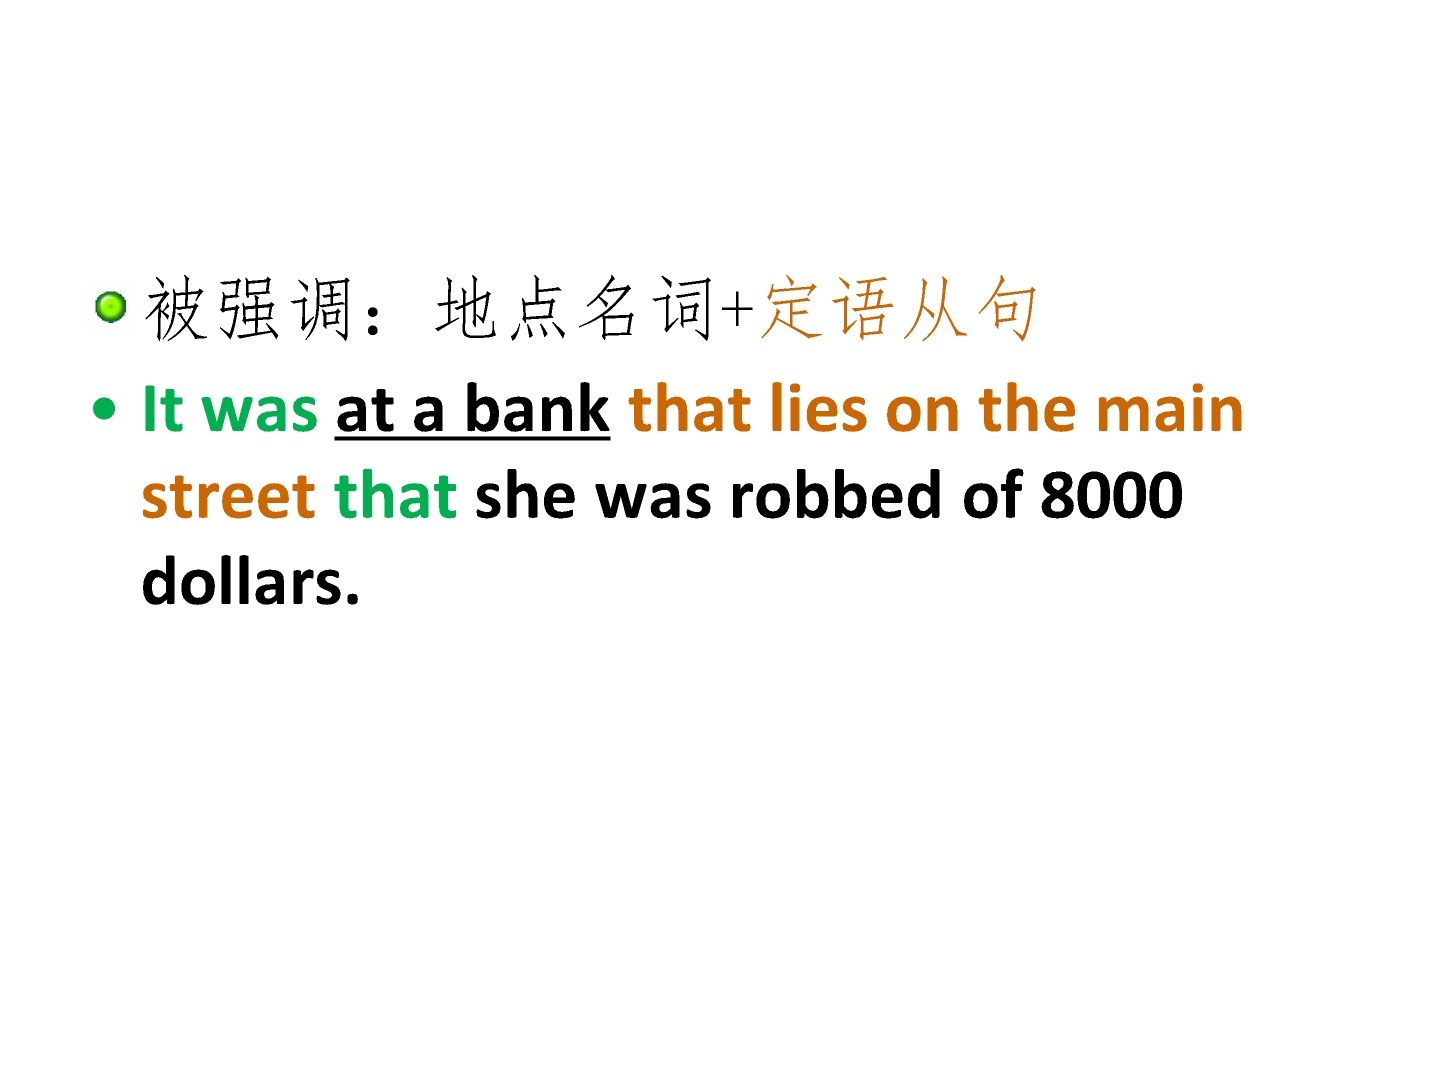 被强调：地点名词+定语从句
• It was at a bank that lies on the main
street that she was robbed of 8000
dollars.